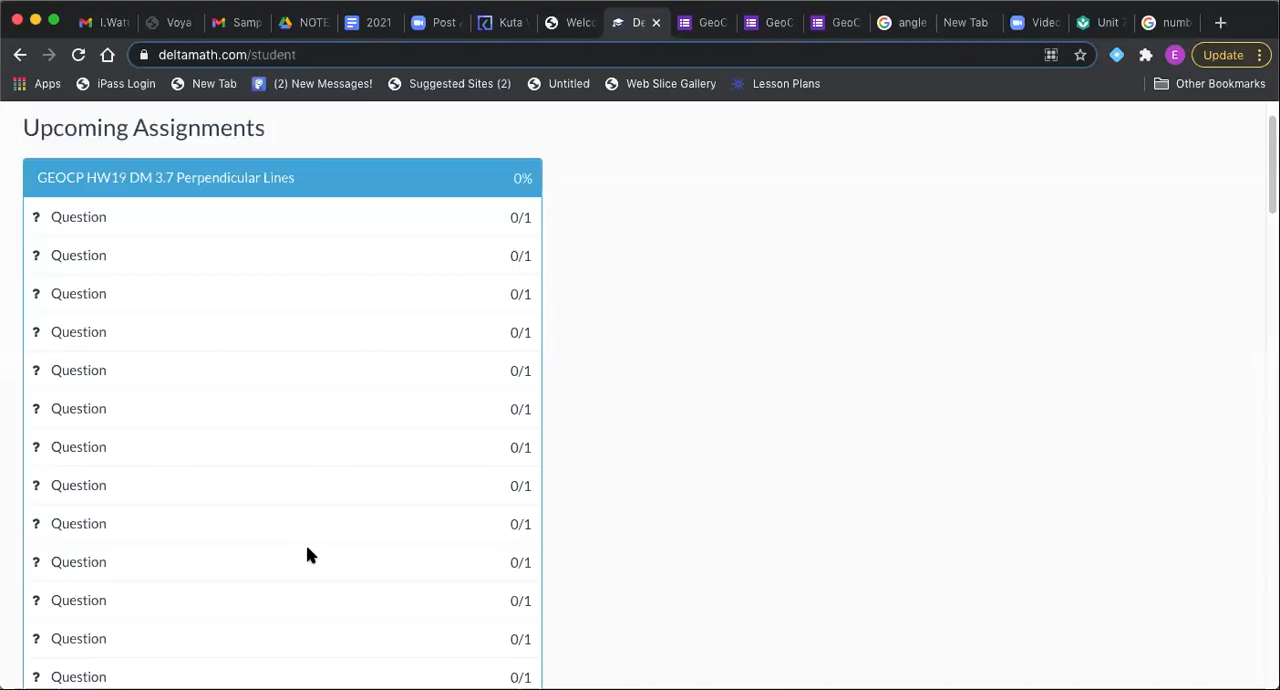 I.Watt Voya Samp NOTE 2021 Post Kuta Welc De GeoC GeoC GeoC angle New Tab Videc Unit numb
deltamath.com/student E Update
Apps iPass Login New Tab (2) New Messages! Suggested Sites (2) Untitled Web Slice Gallery Lesson Plans Other Bookmarks
Upcoming Assignments
GEOCP HW19 DM 3.7 Perpendicular Lines 0%
? Question 0/1
? Question 0/1
? Question 0/1
? Question 0/1
? Question 0/1
? Question 0/1
? Question 0/1
? Question 0/1
? Question 0/1
? Question 0/1
? Question 0/1
? Question 0/1
? Question 0/1